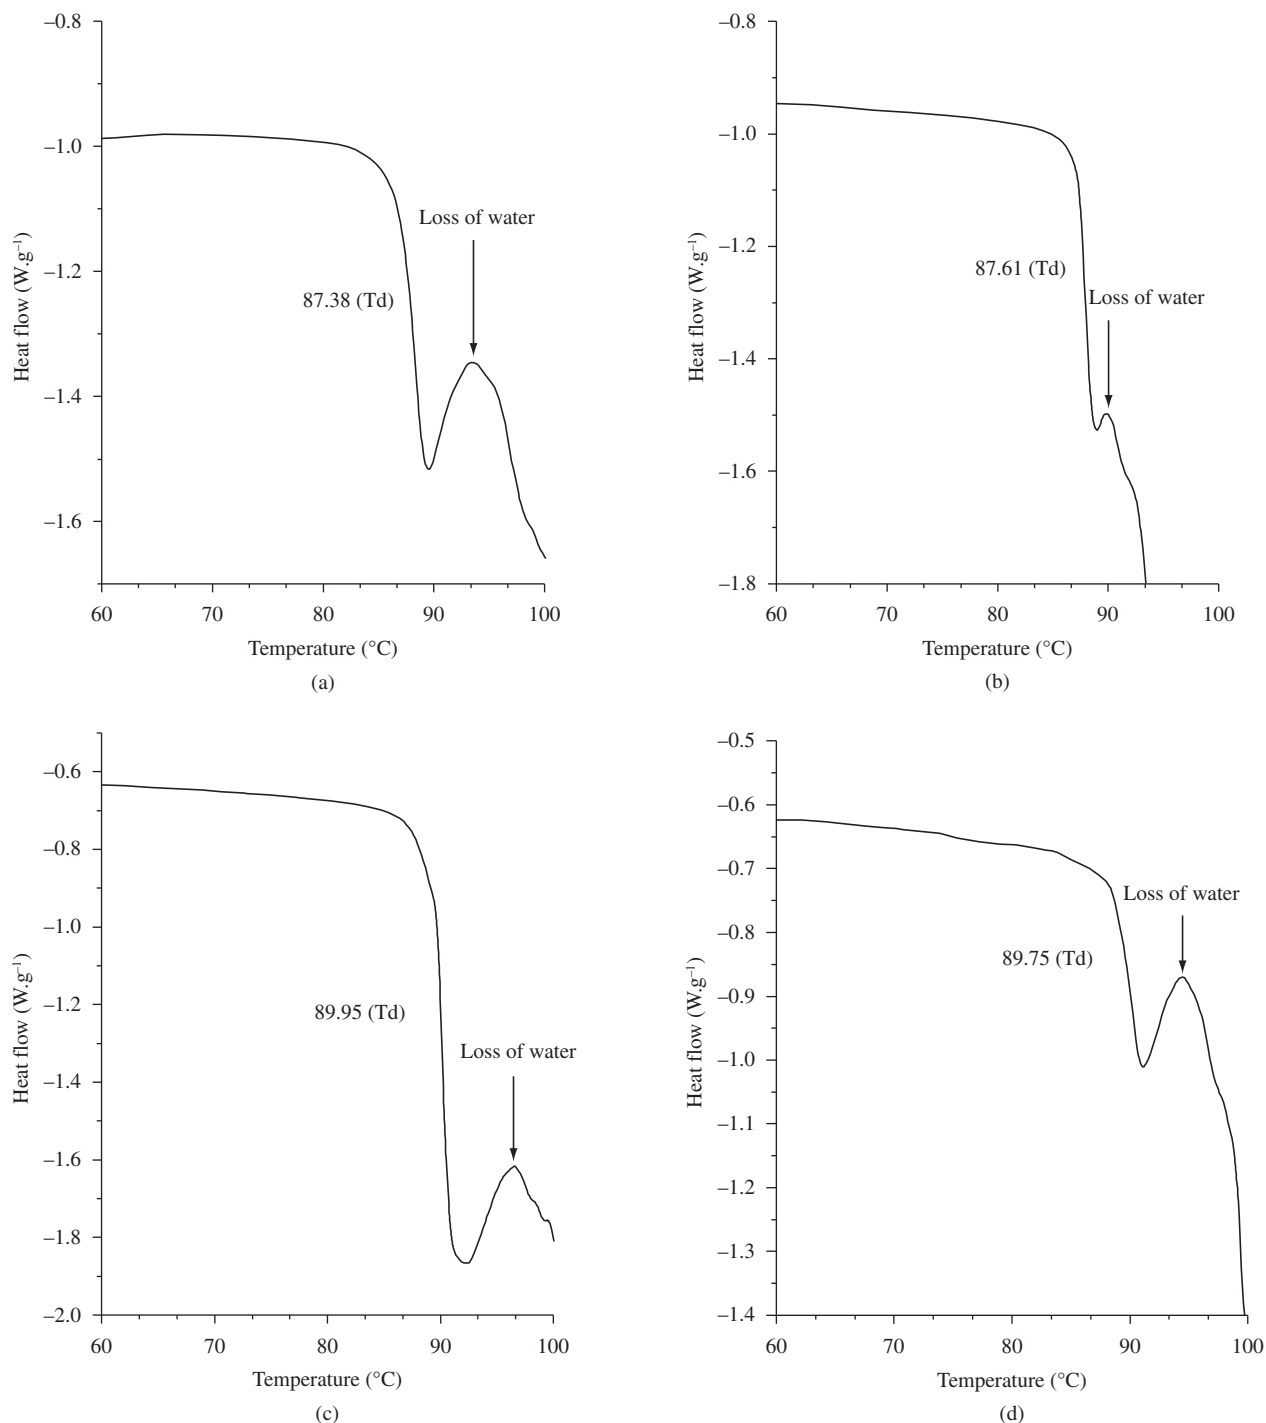 –0.8
–1.0
–1.2
–1.4
–1.6
Heat flow (W.g⁻¹)
Loss of water
87.38 (Td)
60 70 80 90 100
Temperature (°C)
(a)
–0.8
–1.0
–1.2
–1.4
–1.6
–1.8
Heat flow (W.g⁻¹)
87.61 (Td)
Loss of water
60 70 80 90 100
Temperature (°C)
(b)
–0.6
–0.8
–1.0
–1.2
–1.4
–1.6
–1.8
–2.0
Heat flow (W.g⁻¹)
89.95 (Td)
Loss of water
60 70 80 90 100
Temperature (°C)
(c)
–0.5
–0.6
–0.7
–0.8
–0.9
–1.0
–1.1
–1.2
–1.3
–1.4
Heat flow (W.g⁻¹)
Loss of water
89.75 (Td)
60 70 80 90 100
Temperature (°C)
(d)